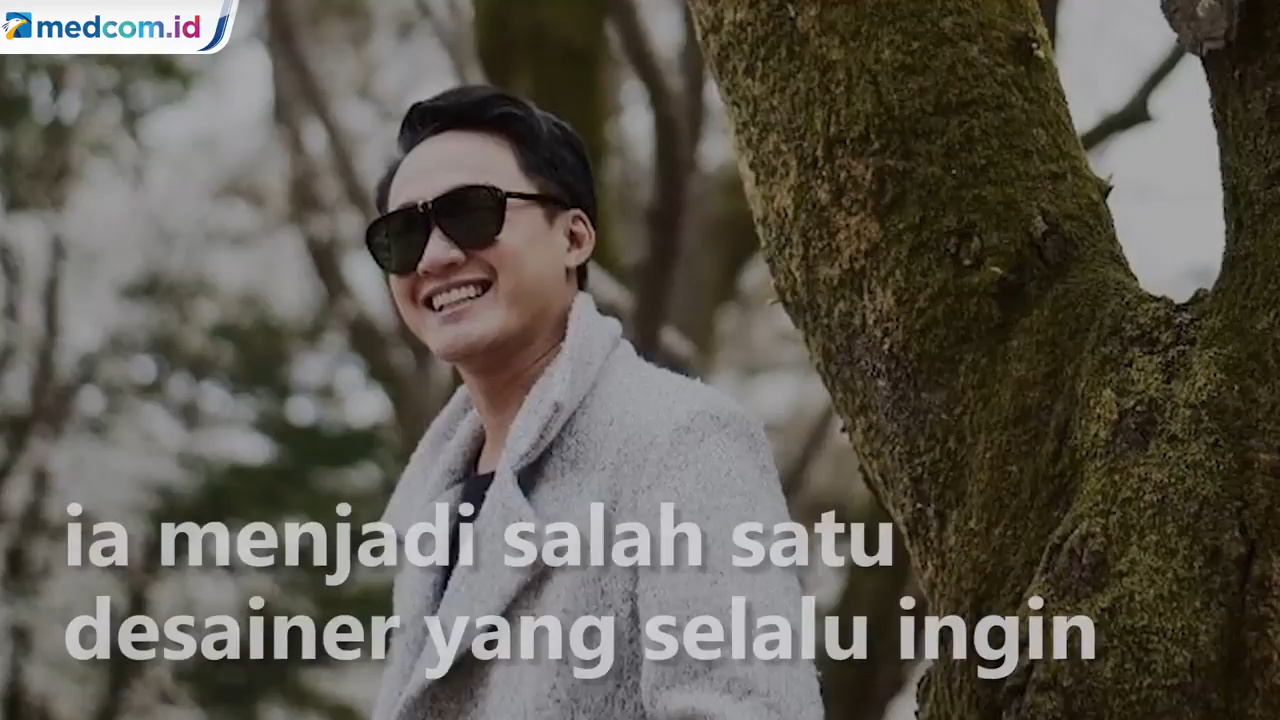 medcom.id
ia menjadi salah satu
desainer yang selalu ingin